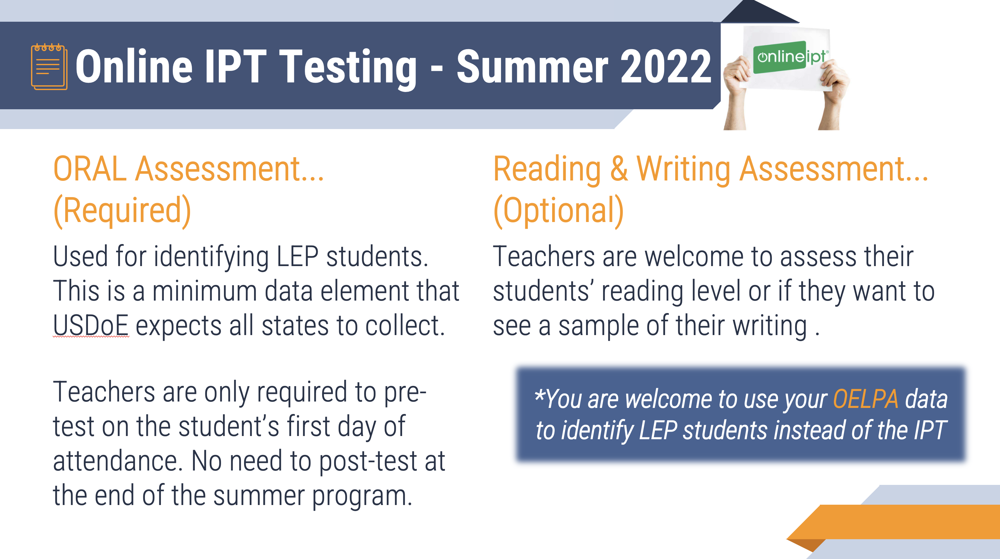 Online IPT Testing - Summer 2022
onlineipt®
ORAL Assessment...
(Required)
Used for identifying LEP students.
This is a minimum data element that
USDoE expects all states to collect.
Teachers are only required to pre-
test on the student’s first day of
attendance. No need to post-test at
the end of the summer program.
Reading & Writing Assessment...
(Optional)
Teachers are welcome to assess their
students’ reading level or if they want to
see a sample of their writing .
*You are welcome to use your OELPA data
to identify LEP students instead of the IPT